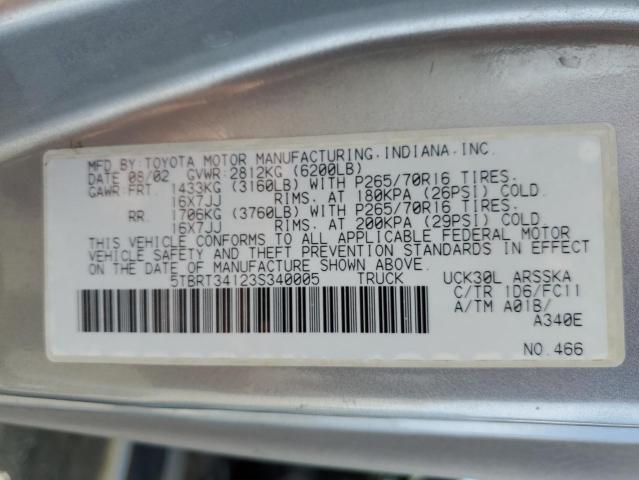 MFD.BY:TOYOTA MOTOR MANUFACTURING.INDIANA.INC.
DATE 08/02 GVWR 2812KG (6200LB)
GAWR FRT 1433KG (3160LB) WITH P265/70R16 TIRES.
16X7JJ RIMS. AT 180KPA (26PSI) COLD.
RR. 1706KG (3760LB) WITH P265/70R16 TIRES.
16X7JJ RIMS. AT 200KPA (29PSI) COLD.
THIS VEHICLE CONFORMS TO ALL APPLICABLE FEDERAL MOTOR
VEHICLE SAFETY AND THEFT PREVENTION STANDARDS IN EFFECT
ON THE DATE OF MANUFACTURE SHOWN ABOVE.
5TBRT34123S340005 TRUCK UCK30L ARSSKA
C/TR 1D6/FC11
A/TM A01B/
A340E
NO.466